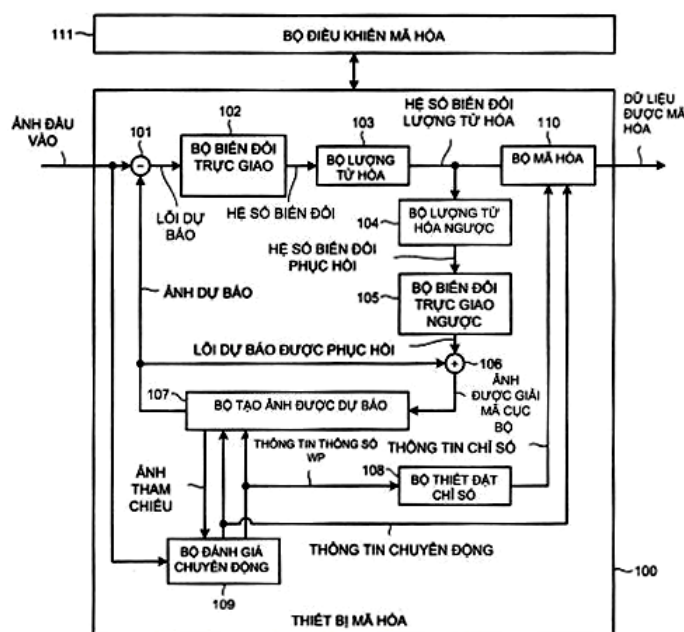 111
BỘ ĐIỀU KHIỂN MÃ HÓA
ẢNH ĐẦU
VÀO
101
102
BỘ BIẾN ĐỔI
TRỰC GIAO
103
BỘ LƯỢNG
TỬ HÓA
HỆ SỐ BIẾN ĐỔI
LƯỢNG TỬ HÓA
110
BỘ MÃ HÓA
DỮ LIỆU
ĐƯỢC MÃ
HÓA
LỖI DỰ
BÁO
HỆ SỐ BIẾN ĐỔI
104
BỘ LƯỢNG TỬ
HÓA NGƯỢC
HỆ SỐ BIẾN ĐỔI
PHỤC HỒI
ẢNH DỰ BÁO
105
BỘ BIẾN ĐỔI
TRỰC GIAO
NGƯỢC
LỖI DỰ BÁO ĐƯỢC PHỤC HỒI
106
ẢNH
ĐƯỢC GIẢI
MÃ CỤC
BỘ
107
BỘ TẠO ẢNH ĐƯỢC DỰ BÁO
THÔNG TIN THÔNG SỐ
WP
THÔNG TIN CHỈ SỐ
108
BỘ THIẾT ĐẶT
CHỈ SỐ
ẢNH
THAM
CHIẾU
BỘ ĐÁNH GIÁ
CHUYỂN ĐỘNG
109
THÔNG TIN CHUYỂN ĐỘNG
100
THIẾT BỊ MÃ HÓA